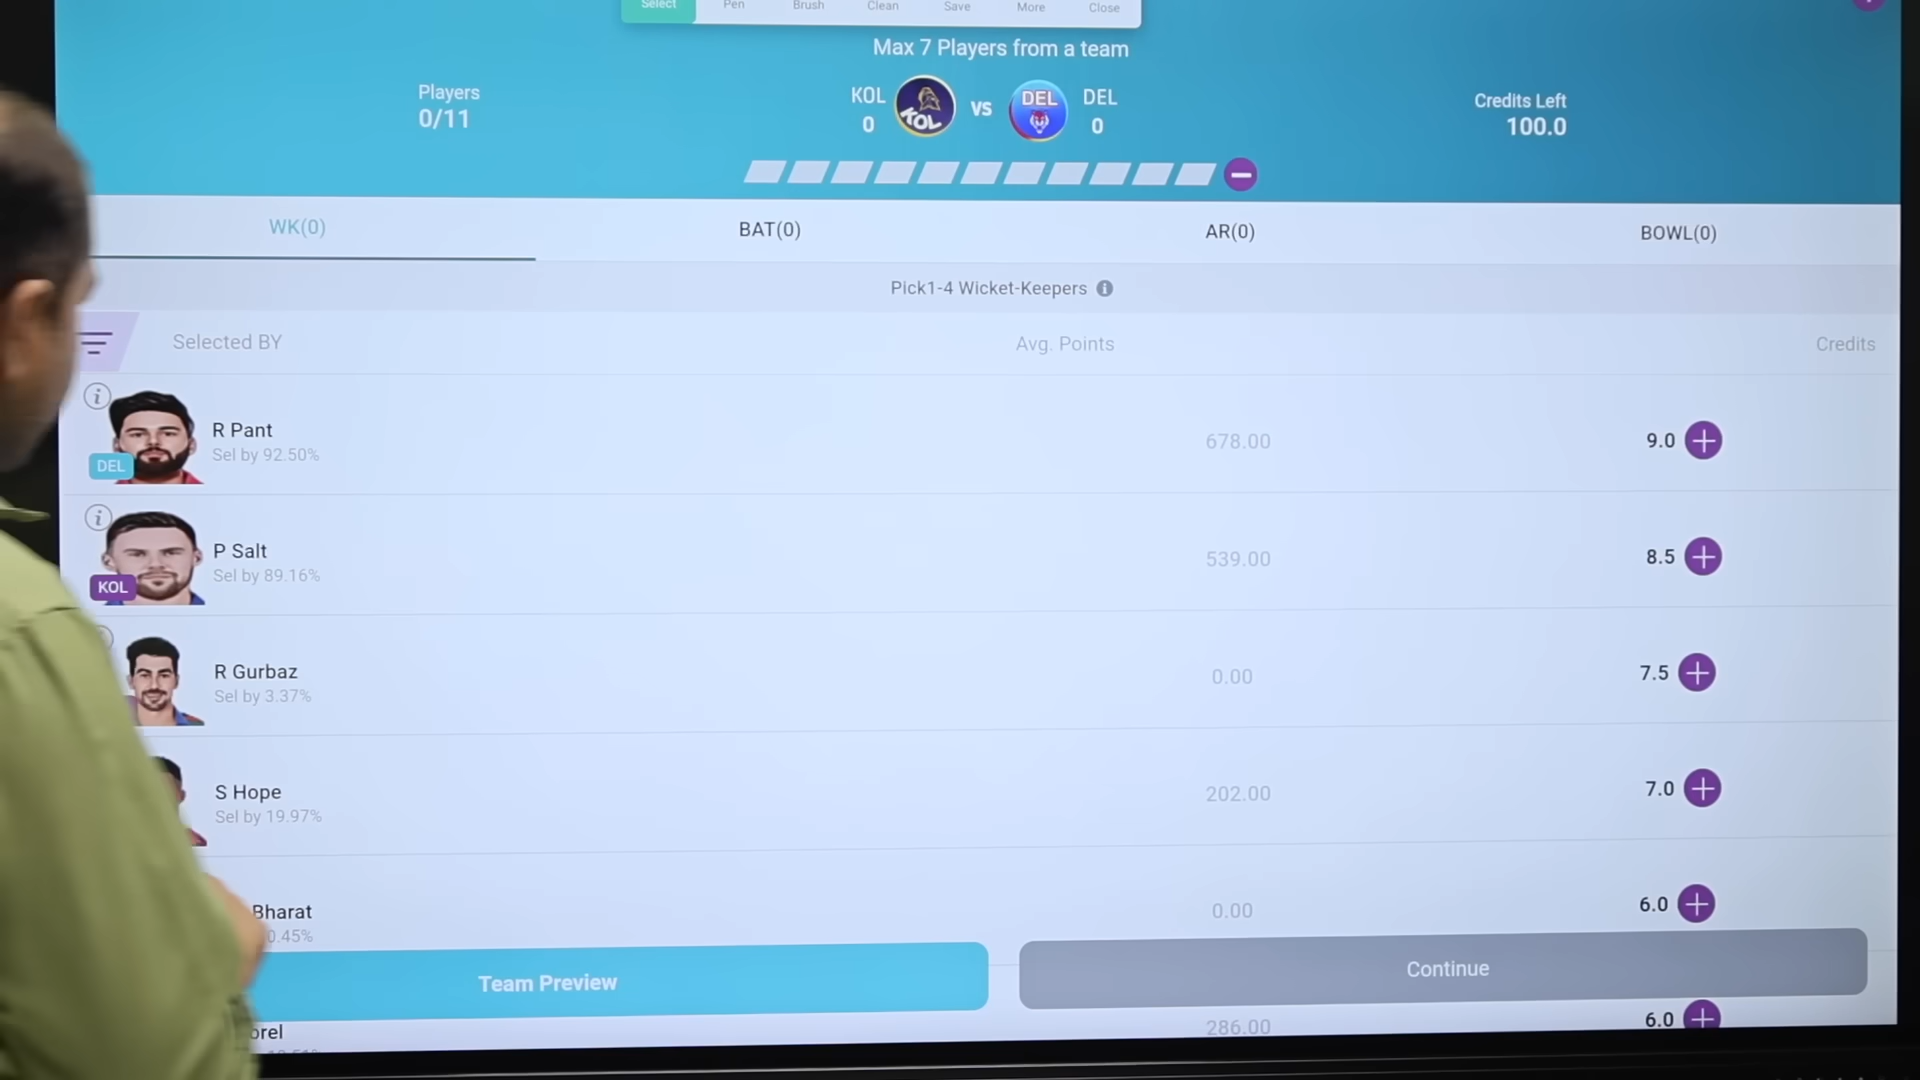 Select Pen Brush Clean Save More Close
Max 7 Players from a team
Players
0/11
KOL
0
KOL
VS
DEL
DEL
0
Credits Left
100.0
WK(0) BAT(0) AR(0) BOWL(0)
Pick1-4 Wicket-Keepers
Selected BY Avg. Points Credits
R Pant
Sel by 92.50%
DEL
678.00
9.0
P Salt
Sel by 89.16%
KOL
539.00
8.5
R Gurbaz
Sel by 3.37%
0.00
7.5
S Hope
Sel by 19.97%
202.00
7.0
Bharat
0.45%
0.00
6.0
Team Preview
Continue
orel
286.00
6.0